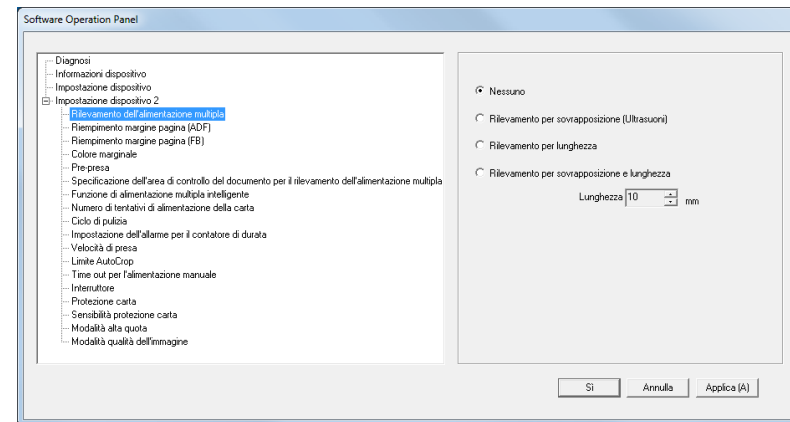 Software Operation Panel
Diagnosi
Informazioni dispositivo
Impostazione dispositivo
Impostazione dispositivo 2
Rilevamento dell'alimentazione multipla
Riempimento margine pagina (ADF)
Riempimento margine pagina (FB)
Colore marginale
Pre-presa
Specificazione dell'area di controllo del documento per il rilevamento dell'alimentazione multipla
Funzione di alimentazione multipla intelligente
Numero di tentativi di alimentazione della carta
Ciclo di pulizia
Impostazione dell'allarme per il contatore di durata
Velocità di presa
Limite AutoCrop
Time out per l'alimentazione manuale
Interruttore
Protezione carta
Sensibilità protezione carta
Modalità alta quota
Modalità qualità dell'immagine
Nessuno
Rilevamento per sovrapposizione (Ultrasuoni)
Rilevamento per lunghezza
Rilevamento per sovrapposizione e lunghezza
Lunghezza 10 mm
Sì Annulla Applica (A)